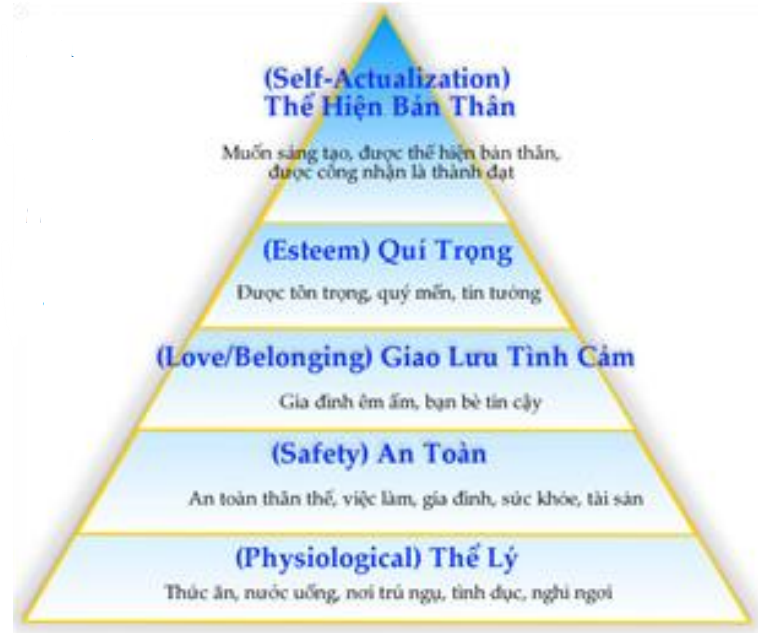 (Self-Actualization)
Thể Hiện Bản Thân
Muốn sáng tạo, được thể hiện bản thân,
được công nhận là thành đạt
(Esteem) Quí Trọng
Được tôn trọng, quý mến, tin tưởng
(Love/Belonging) Giao Lưu Tình Cảm
Gia đình êm ấm, bạn bè tin cậy
(Safety) An Toàn
An toàn thân thể, việc làm, gia đình, sức khỏe, tài sản
(Physiological) Thể Lý
Thức ăn, nước uống, nơi trú ngụ, tình dục, nghỉ ngơi